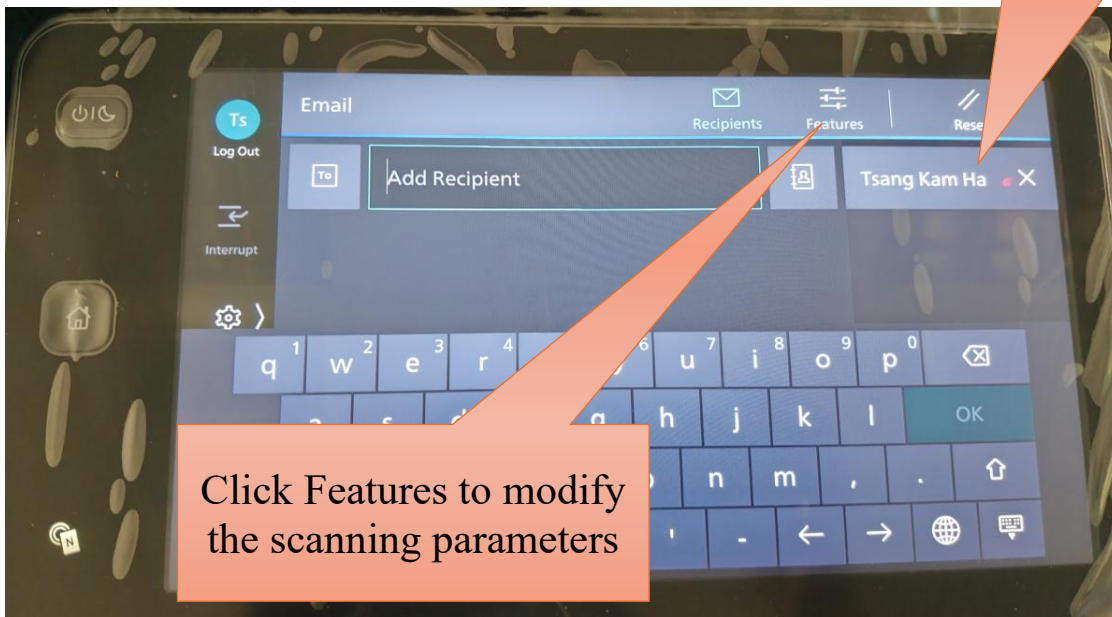 Email
Recipients
Features
Ts
Log Out
To
Add Recipient
Tsang Kam Ha
Interrupt
q 1 w 2 e 3 r 4 6 u 7 i 8 o 9 p 0
h j k l OK
n m , .
' -
N
Click Features to modify
the scanning parameters